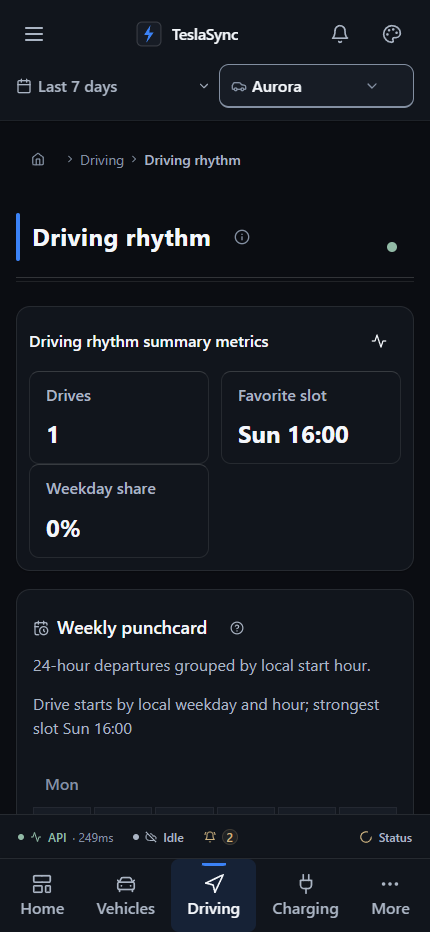 TeslaSync
Last 7 days
Aurora
Driving
Driving rhythm
Driving rhythm
Driving rhythm summary metrics
Drives
1
Favorite slot
Sun 16:00
Weekday share
0%
Weekly punchcard
24-hour departures grouped by local start hour.
Drive starts by local weekday and hour; strongest
slot Sun 16:00
Mon
API · 249ms
Idle
2
Status
Home
Vehicles
Driving
Charging
More